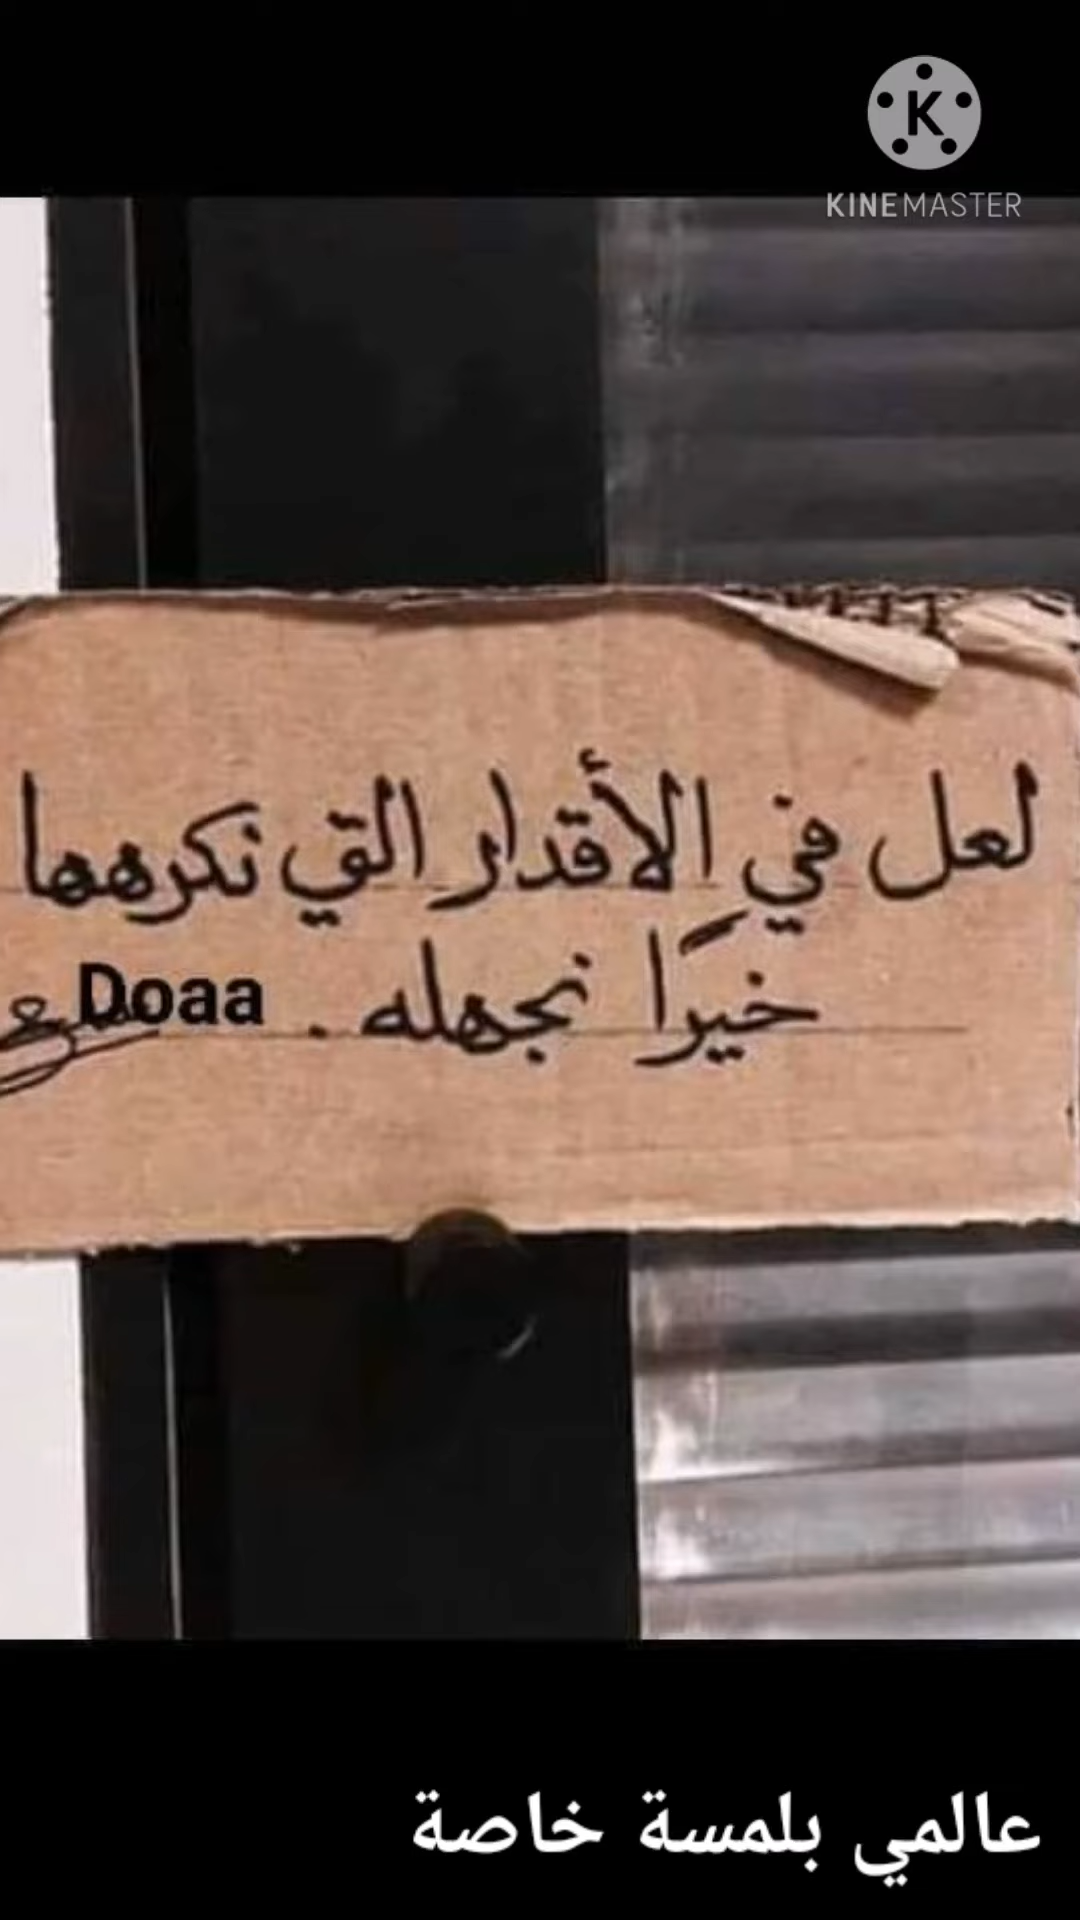 KINEMASTER
لعل في الأقدار التي نكرهها
خيرًا نجهله .
Doaa
عالمي بلمسة خاصة